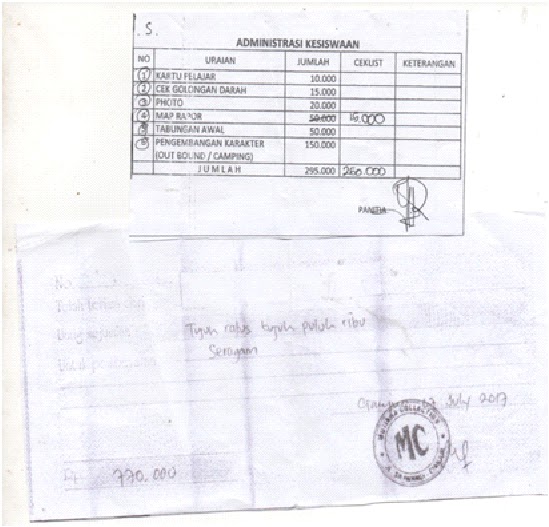 .S.
ADMINISTRASI KESISWAAN
NO URAIAN JUMLAH CEKLIST KETERANGAN
1 KARTU PELAJAR 10.000
2 CEK GOLONGAN DARAH 15.000
3 PHOTO 20.000
4 MAP RAPOR 50.000 15.000
5 TABUNGAN AWAL 50.000
6 PENGEMBANGAN KARAKTER 150.000
(OUT BOUND / CAMPING)
JUMLAH 295.000 260.000
PANITIA
No.
Tujuh ratus tujuh puluh ribu
Seragam
17 July 2017
MC
770.000